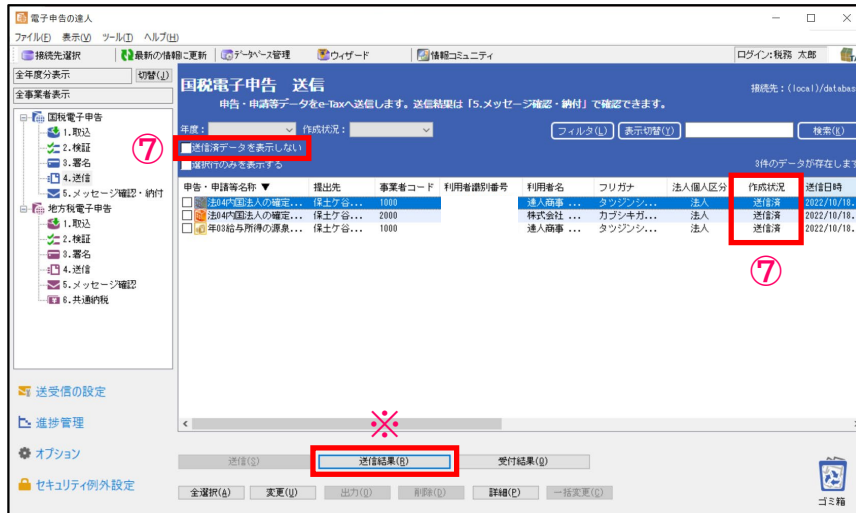 電子申告の達人
ファイル(F) 表示(V) ツール(T) ヘルプ(H)
接続先選択 最新の情報に更新 データベース管理 ウィザード 情報コミュニティ ログイン:税務 太郎
全年度分表示 切替(J)
全事業者表示
国税電子申告
1.取込
2.検証
3.署名
4.送信
5.メッセージ確認・納付
地方税電子申告
1.取込
2.検証
3.署名
4.送信
5.メッセージ確認
6.共通納税
送受信の設定
進捗管理
オプション
セキュリティ例外設定
国税電子申告 送信
接続先：(local)/databas
申告・申請等データをe-Taxへ送信します。送信結果は「5.メッセージ確認・納付」で確認できます。
年度： 作成状況： フィルタ(L) 表示切替(Y) 検索(K)
⑦ 送信済データを表示しない
選択行のみを表示する 3件のデータが存在します
申告・申請等名称 ▼ 提出先 事業者コード 利用者識別番号 利用者名 フリガナ 法人個人区分 作成状況 送信日時
法04内国法人の確定... 保土ケ谷... 1000 達人商事 ... タツジンシ... 法人 送信済 2022/10/18.
法04内国法人の確定... 保土ケ谷... 2000 株式会社 ... カブシキガ... 法人 送信済 2022/10/18.
年03給与所得の源泉... 保土ケ谷... 1000 達人商事 ... タツジンシ... 法人 送信済 2022/10/18.
⑦
※
送信(S) 送信結果(R) 受付結果(Q)
全選択(A) 変更(U) 出力(O) 削除(D) 詳細(P) 一括変更(C)
ゴミ箱